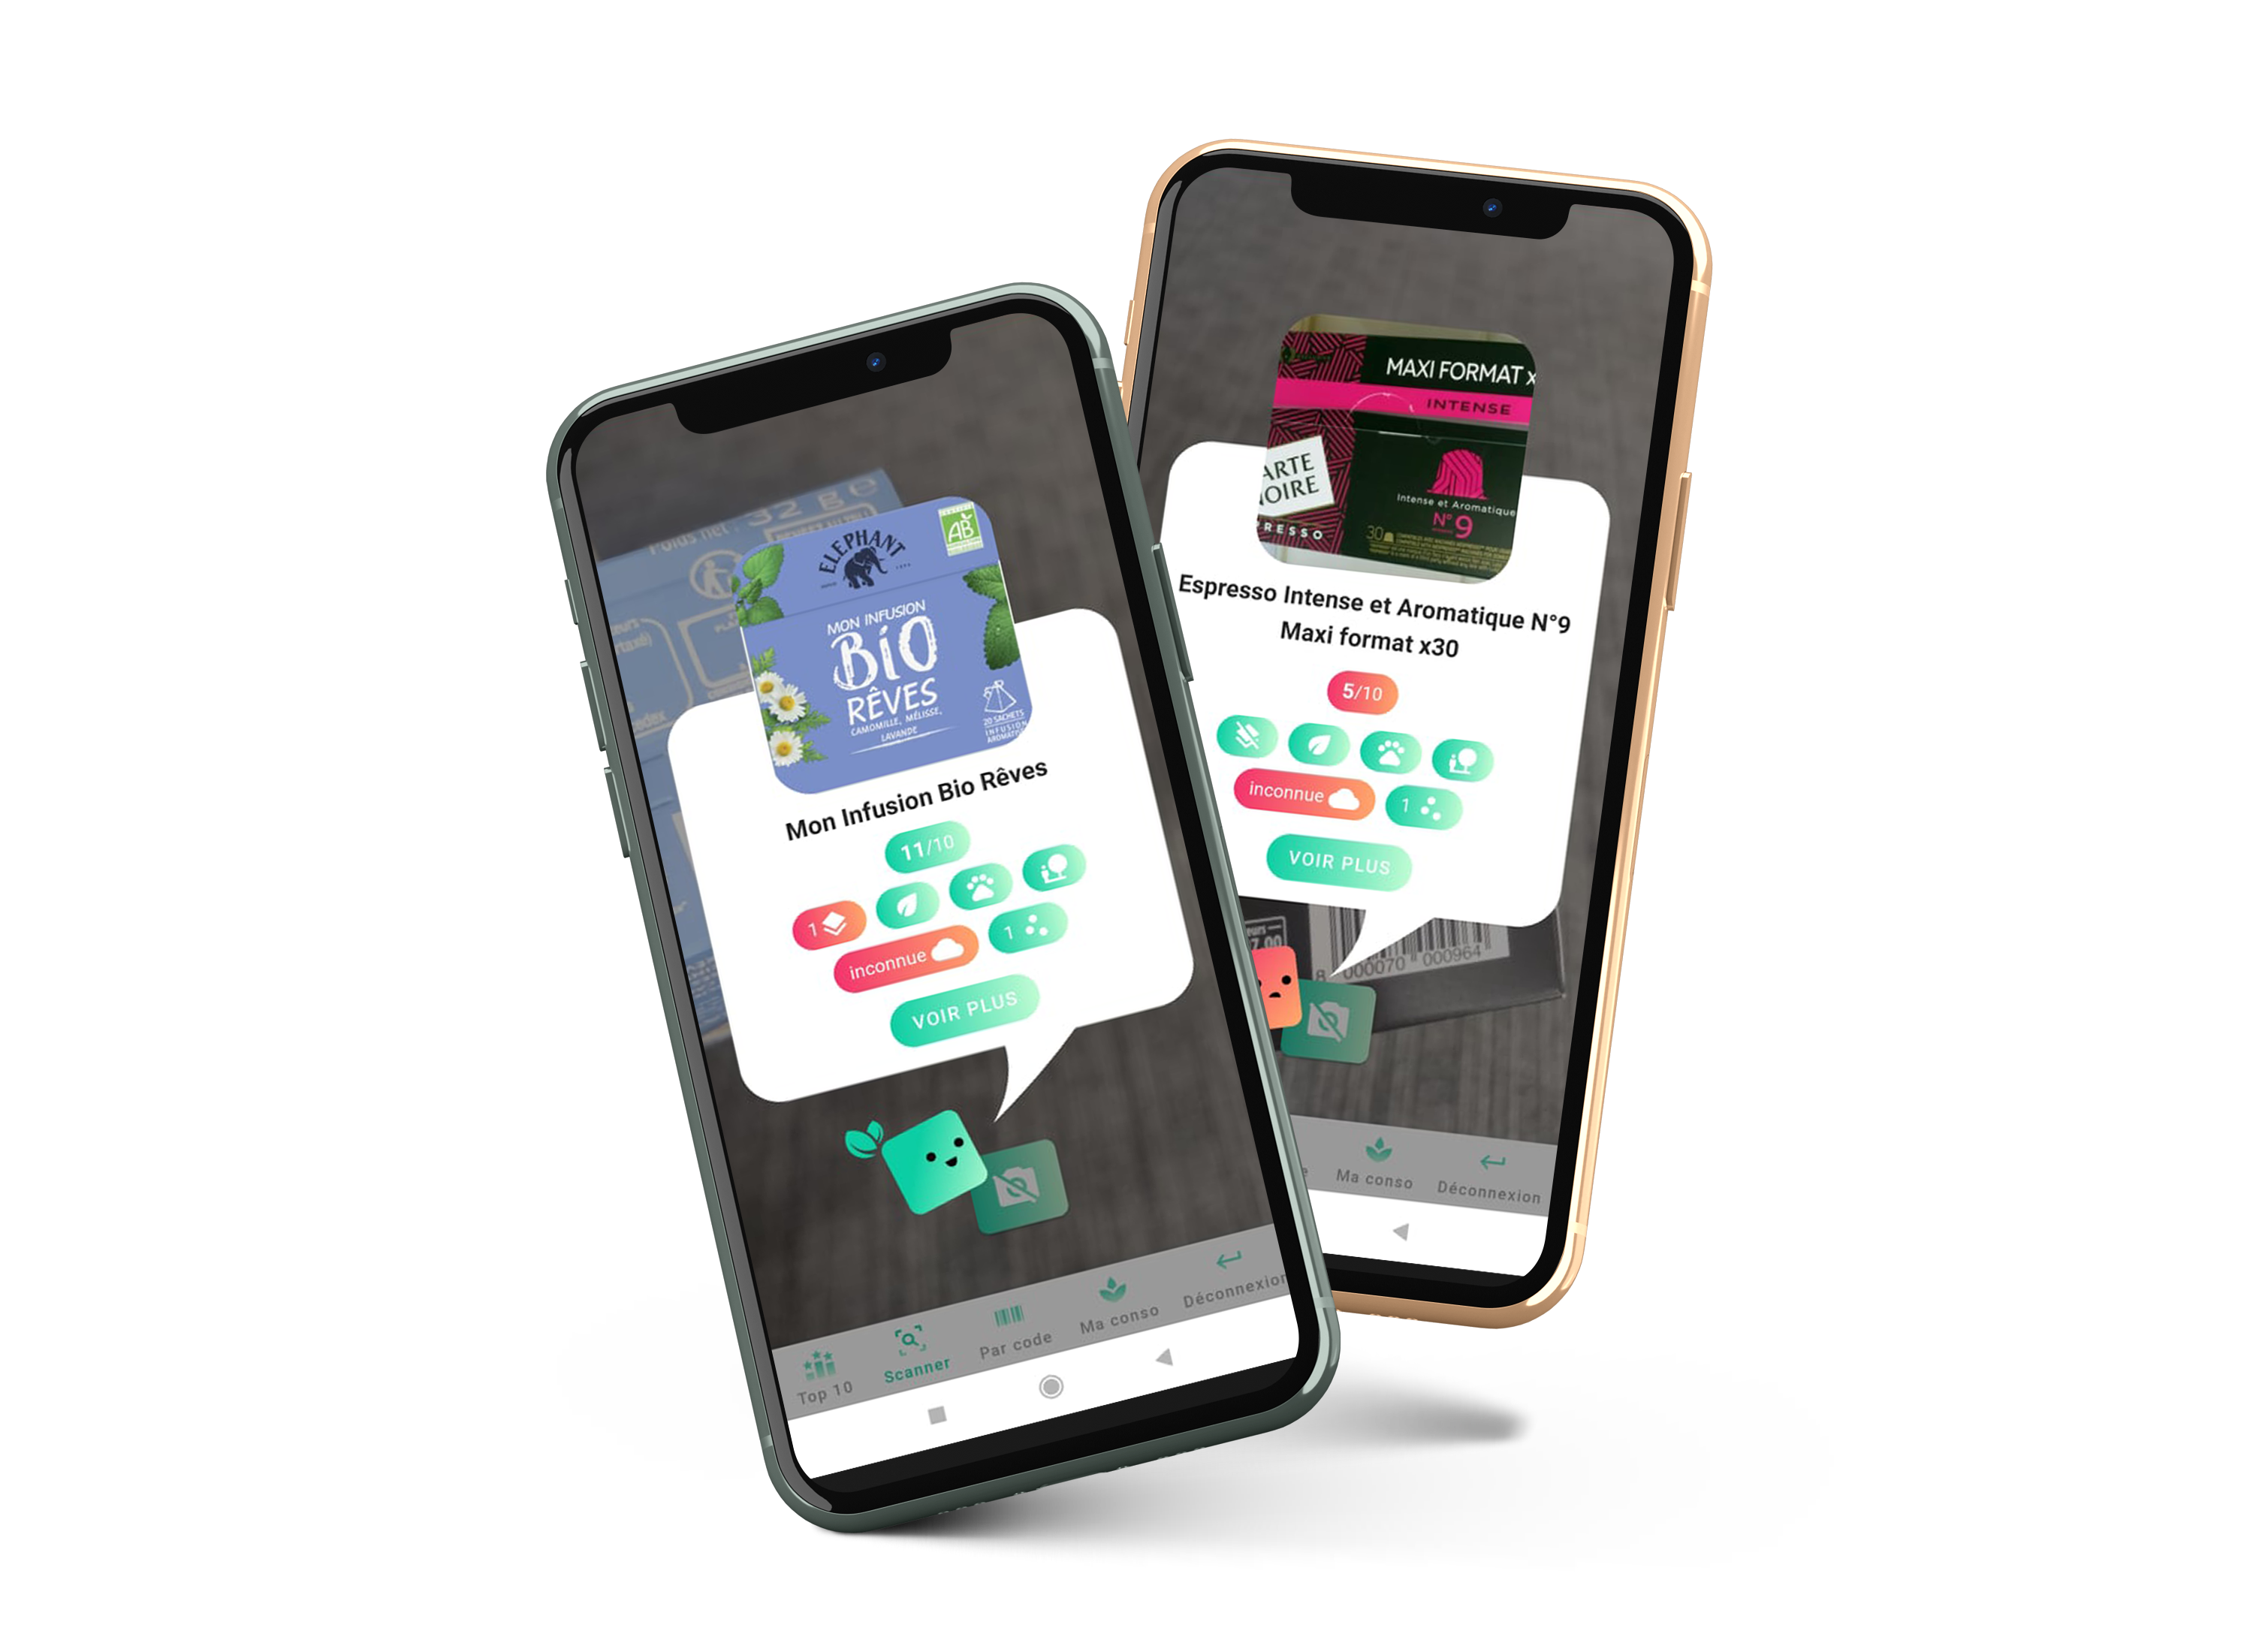 Poids net : 32 g e
ELEPHANT
AB
MON INFUSION
BiO
RÊVES
CAMOMILLE, MÉLISSE,
LAVANDE
20 SACHETS
INFUSION
Mon Infusion Bio Rêves
11/10
1
inconnue
1
VOIR PLUS
Top 10
Scanner
Par code
Ma conso
Déconnexion
MAXI FORMAT x
INTENSE
ARTE
NOIRE
RESSO
Intense et Aromatique
N° 9
30
Espresso Intense et Aromatique N°9
Maxi format x30
5/10
inconnue
1
VOIR PLUS
8 000070 000964
e
Ma conso
Déconnexion